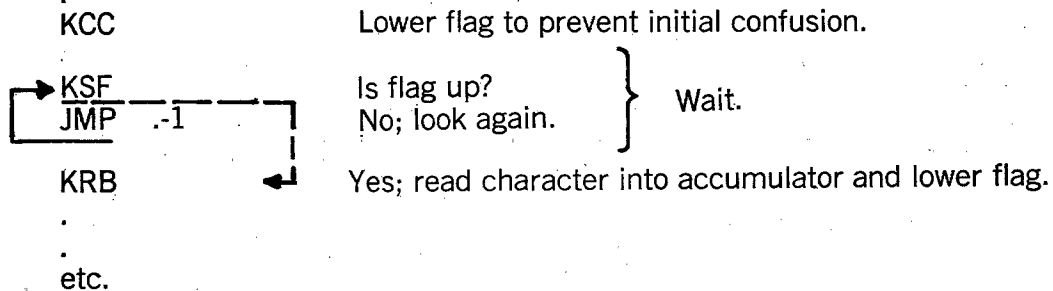 KCC Lower flag to prevent initial confusion.
.
KSF Is flag up?
JMP .-1 No; look again. Wait.
KRB Yes; read character into accumulator and lower flag.
.
.
etc.